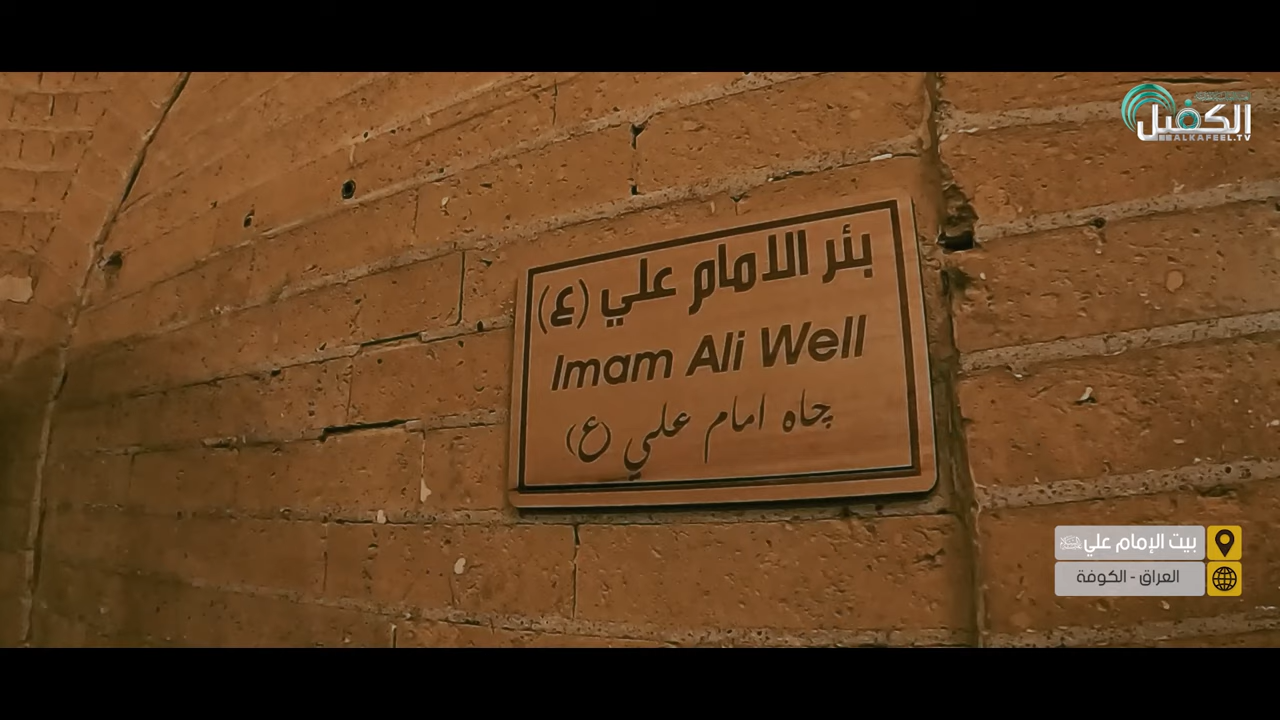 الكفيل
ALKAFEEL.TV
بئر الامام علي (ع)
Imam Ali Well
چاه امام علي (ع)
بيت الإمام علي
العراق - الكوفة